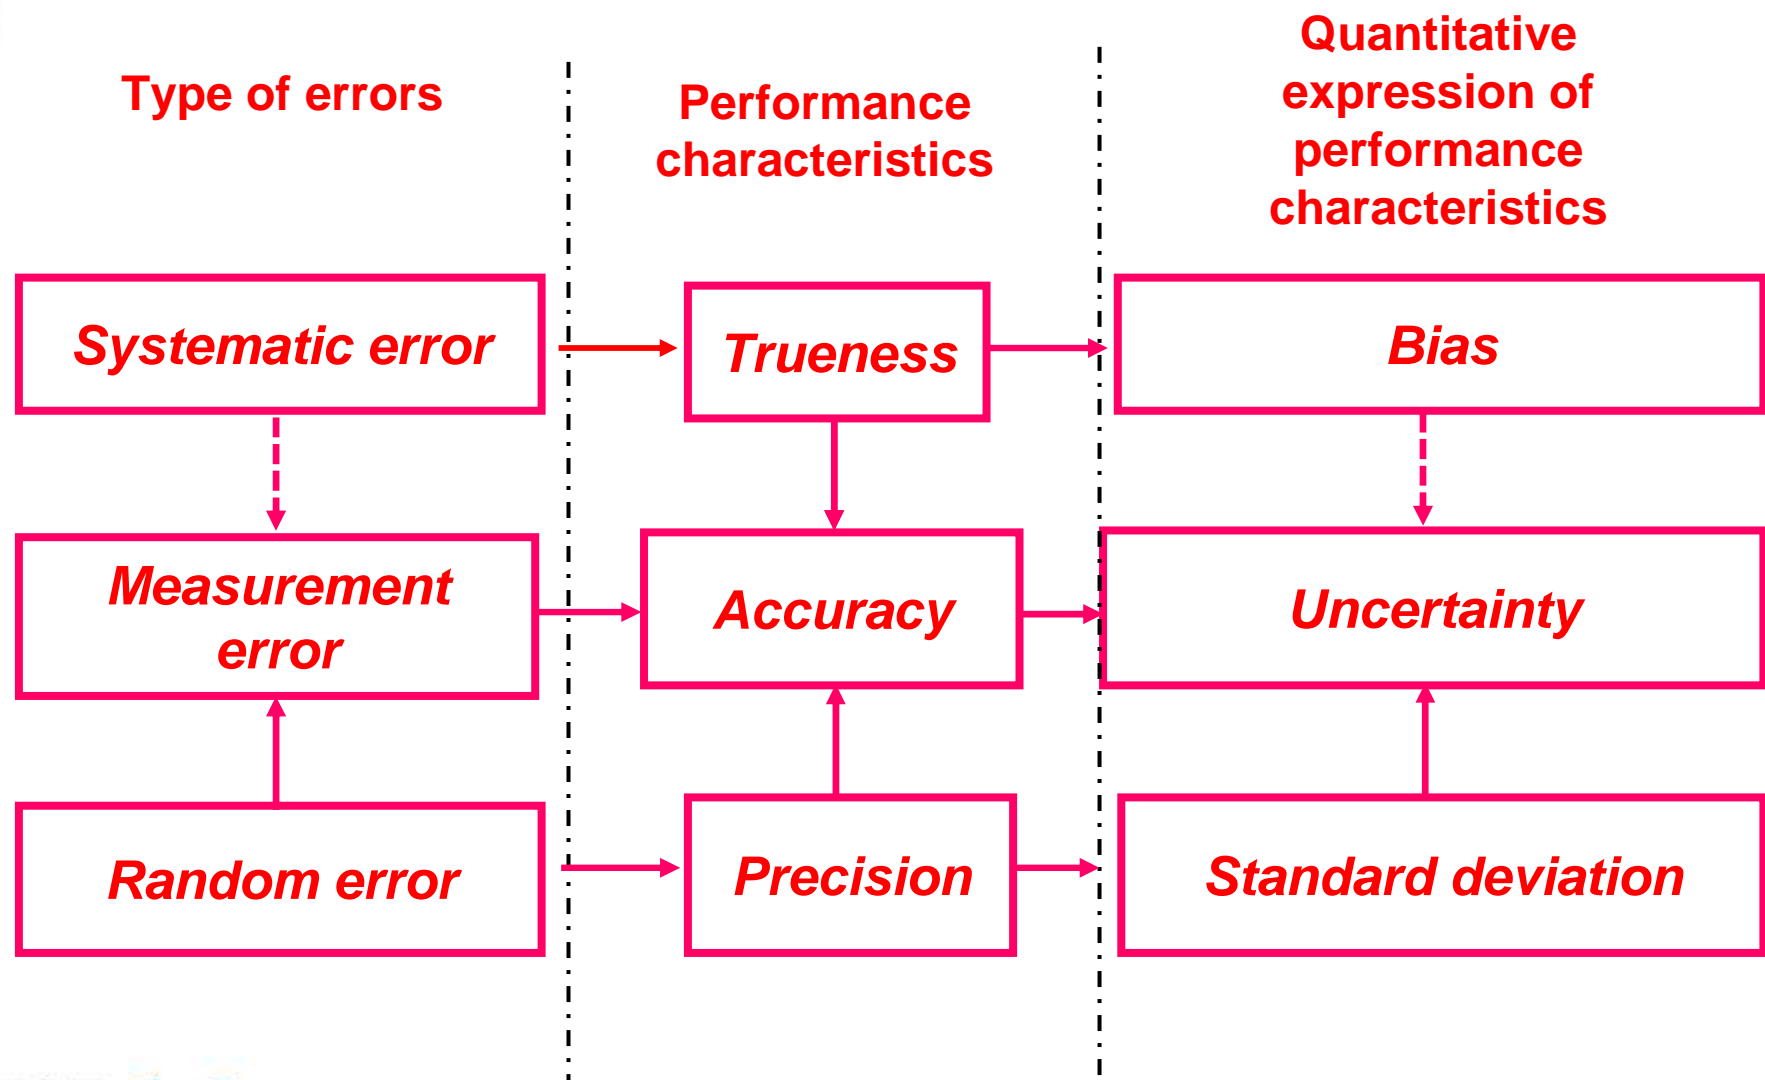 Type of errors
Performance
characteristics
Quantitative
expression of
performance
characteristics
Systematic error
Trueness
Bias
Measurement
error
Accuracy
Uncertainty
Random error
Precision
Standard deviation